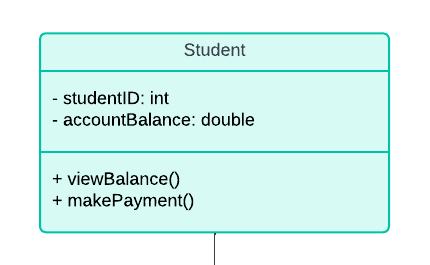 Student
- studentID: int
- accountBalance: double
+ viewBalance()
+ makePayment()